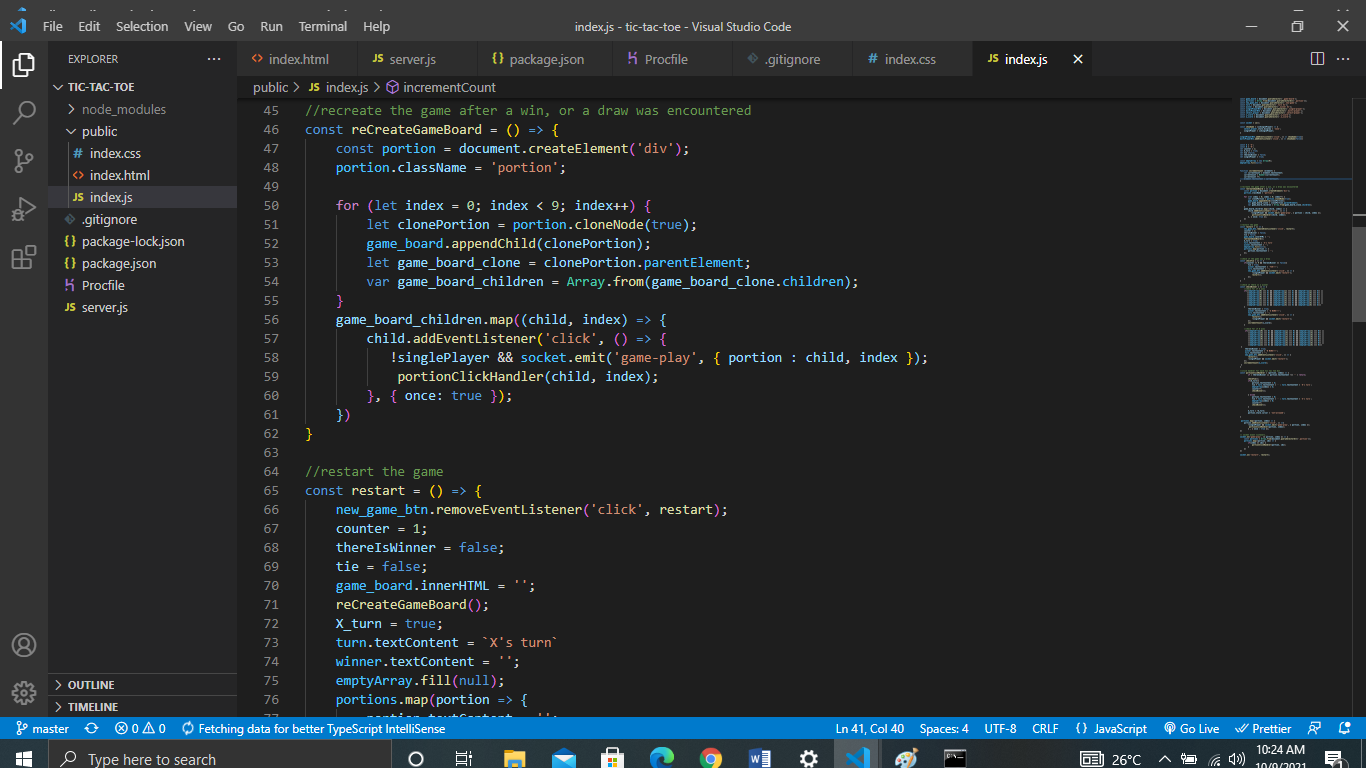 File Edit Selection View Go Run Terminal Help index.js - tic-tac-toe - Visual Studio Code
EXPLORER ···
index.html server.js package.json Procfile .gitignore index.css index.js
public > index.js > incrementCount
TIC-TAC-TOE
node_modules
public
index.css
index.html
index.js
.gitignore
package-lock.json
package.json
Procfile
server.js
OUTLINE
TIMELINE
45 //recreate the game after a win, or a draw was encountered
46 const reCreateGameBoard = () => {
47 const portion = document.createElement('div');
48 portion.className = 'portion';
49
50 for (let index = 0; index < 9; index++) {
51 let clonePortion = portion.cloneNode(true);
52 game_board.appendChild(clonePortion);
53 let game_board_clone = clonePortion.parentElement;
54 var game_board_children = Array.from(game_board_clone.children);
55 }
56 game_board_children.map((child, index) => {
57 child.addEventListener('click', () => {
58 !singlePlayer && socket.emit('game-play', { portion : child, index });
59 portionClickHandler(child, index);
60 }, { once: true });
61 })
62 }
63
64 //restart the game
65 const restart = () => {
66 new_game_btn.removeEventListener('click', restart);
67 counter = 1;
68 thereIsWinner = false;
69 tie = false;
70 game_board.innerHTML = '';
71 reCreateGameBoard();
72 X_turn = true;
73 turn.textContent = `X's turn`
74 winner.textContent = '';
75 emptyArray.fill(null);
76 portions.map(portion => {
master 0 0 Fetching data for better TypeScript IntelliSense Ln 41, Col 40 Spaces: 4 UTF-8 CRLF {} JavaScript Go Live Prettier
Type here to search 26°C 10:24 AM
10/9/2021